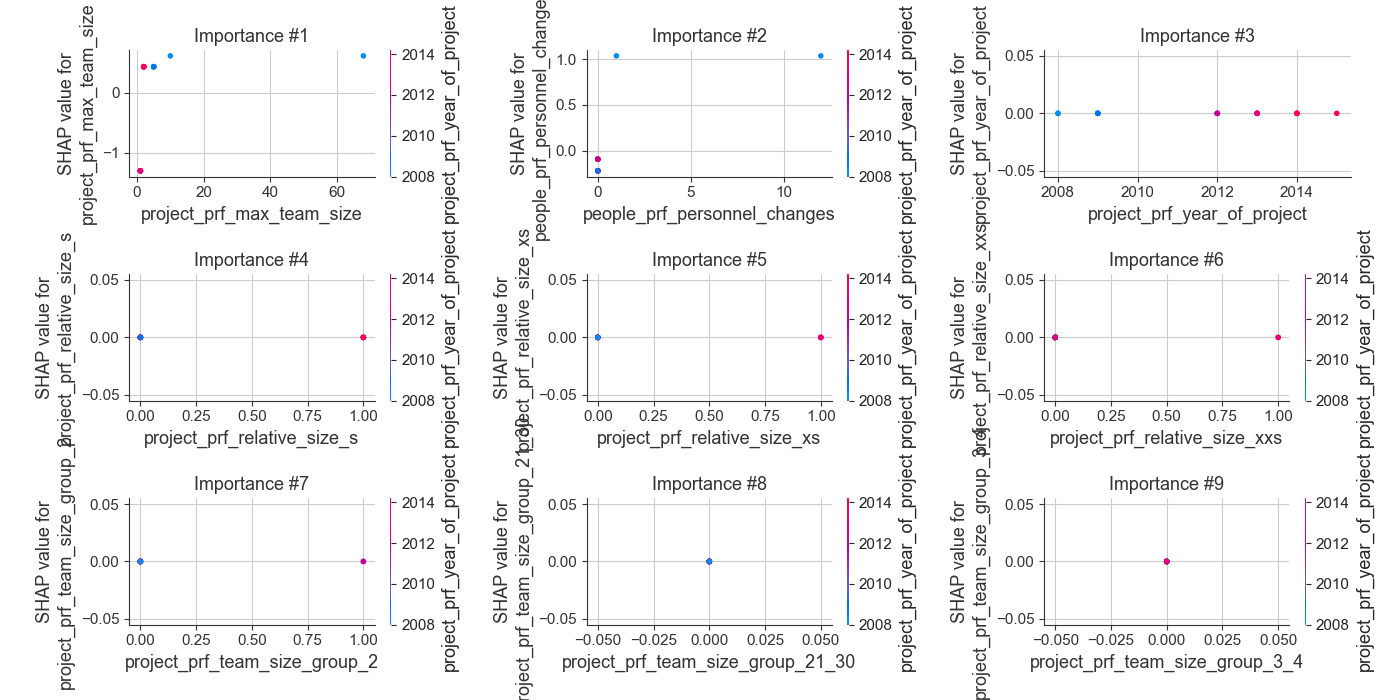 Importance #1
SHAP value for
project_prf_max_team_size
0
−1
0
20
40
60
project_prf_max_team_size
2014
2012
2010
2008
project_prf_year_of_project
Importance #2
SHAP value for
people_prf_personnel_changes
1.0
0.5
0.0
0
5
10
people_prf_personnel_changes
2014
2012
2010
2008
project_prf_year_of_project
Importance #3
SHAP value for
project_prf_year_of_project
0.05
0.00
−0.05
2008
2010
2012
2014
project_prf_year_of_project
Importance #4
SHAP value for
project_prf_relative_size_s
0.05
0.00
−0.05
0.00
0.25
0.50
0.75
1.00
project_prf_relative_size_s
2014
2012
2010
2008
project_prf_year_of_project
Importance #5
SHAP value for
project_prf_relative_size_xs
0.05
0.00
−0.05
0.00
0.25
0.50
0.75
1.00
project_prf_relative_size_xs
2014
2012
2010
2008
project_prf_year_of_project
Importance #6
SHAP value for
project_prf_relative_size_xxs
0.05
0.00
−0.05
0.00
0.25
0.50
0.75
1.00
project_prf_relative_size_xxs
2014
2012
2010
2008
project_prf_year_of_project
Importance #7
SHAP value for
project_prf_team_size_group_2
0.05
0.00
−0.05
0.00
0.25
0.50
0.75
1.00
project_prf_team_size_group_2
2014
2012
2010
2008
project_prf_year_of_project
Importance #8
SHAP value for
project_prf_team_size_group_21_30
0.05
0.00
−0.05
−0.050
−0.025
0.000
0.025
0.050
project_prf_team_size_group_21_30
2014
2012
2010
2008
project_prf_year_of_project
Importance #9
SHAP value for
project_prf_team_size_group_3_4
0.05
0.00
−0.05
−0.050
−0.025
0.000
0.025
0.050
project_prf_team_size_group_3_4
2014
2012
2010
2008
project_prf_year_of_project